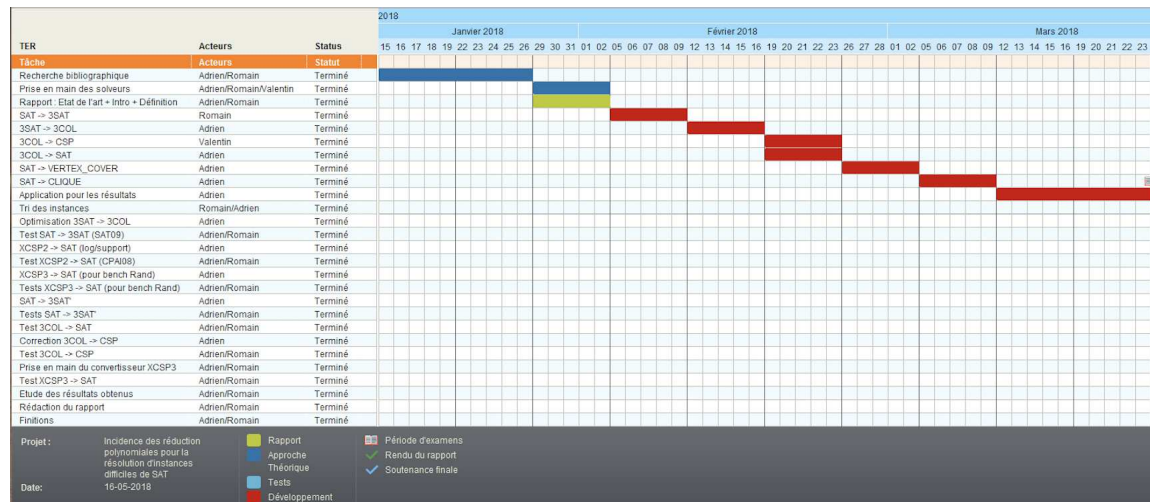 2018
Janvier 2018 Février 2018 Mars 2018
TER Acteurs Status 15 16 17 18 19 22 23 24 25 26 29 30 31 01 02 05 06 07 08 09 12 13 14 15 16 19 20 21 22 23 26 27 28 01 02 05 06 07 08 09 12 13 14 15 16 19 20 21 22 23
Tâche Acteurs Statut
Recherche bibliographique Adrien/Romain Terminé
Prise en main des solveurs Adrien/Romain/Valentin Terminé
Rapport : Etat de l'art + Intro + Définition Adrien/Romain Terminé
SAT -> 3SAT Romain Terminé
3SAT -> 3COL Adrien Terminé
3COL -> CSP Valentin Terminé
3COL -> SAT Adrien Terminé
SAT -> VERTEX_COVER Adrien Terminé
SAT -> CLIQUE Adrien Terminé
Application pour les résultats Adrien Terminé
Tri des instances Romain/Adrien Terminé
Optimisation 3SAT -> 3COL Adrien Terminé
Test SAT -> 3SAT (SAT09) Adrien/Romain Terminé
XCSP2 -> SAT (log/support) Adrien Terminé
Test XCSP2 -> SAT (CPAI08) Adrien/Romain Terminé
XCSP3 -> SAT (pour bench Rand) Adrien Terminé
Tests XCSP3 -> SAT (pour bench Rand) Adrien/Romain Terminé
SAT -> 3SAT' Adrien Terminé
Tests SAT -> 3SAT' Adrien/Romain Terminé
Test 3COL -> SAT Adrien/Romain Terminé
Correction 3COL -> CSP Adrien Terminé
Test 3COL -> CSP Adrien/Romain Terminé
Prise en main du convertisseur XCSP3 Adrien/Romain Terminé
Test XCSP3 -> SAT Adrien/Romain Terminé
Etude des résultats obtenus Adrien/Romain Terminé
Rédaction du rapport Adrien/Romain Terminé
Finitions Adrien/Romain Terminé
Projet : Incidence des réduction
polynomiales pour la
résolution d'instances
difficiles de SAT
Date: 16-05-2018
Rapport
Approche
Théorique
Tests
Développement
Période d'examens
Rendu du rapport
Soutenance finale